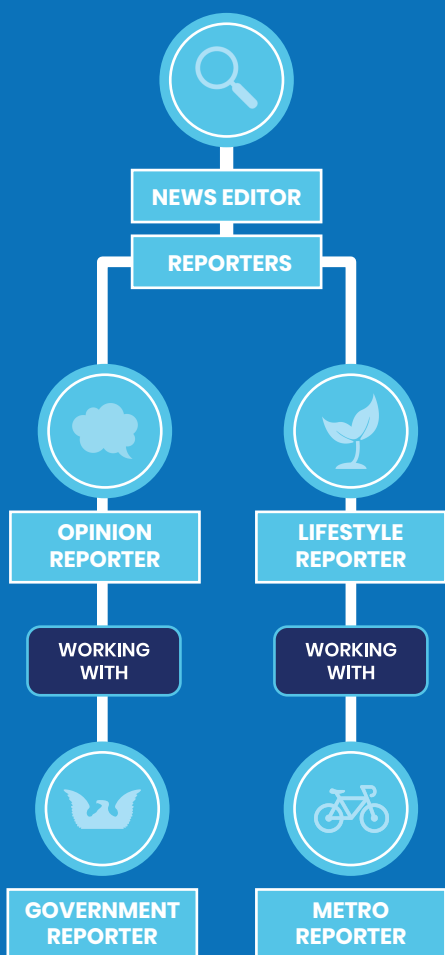 NEWS EDITOR
REPORTERS
OPINION
REPORTER
LIFESTYLE
REPORTER
WORKING
WITH
WORKING
WITH
GOVERNMENT
REPORTER
METRO
REPORTER